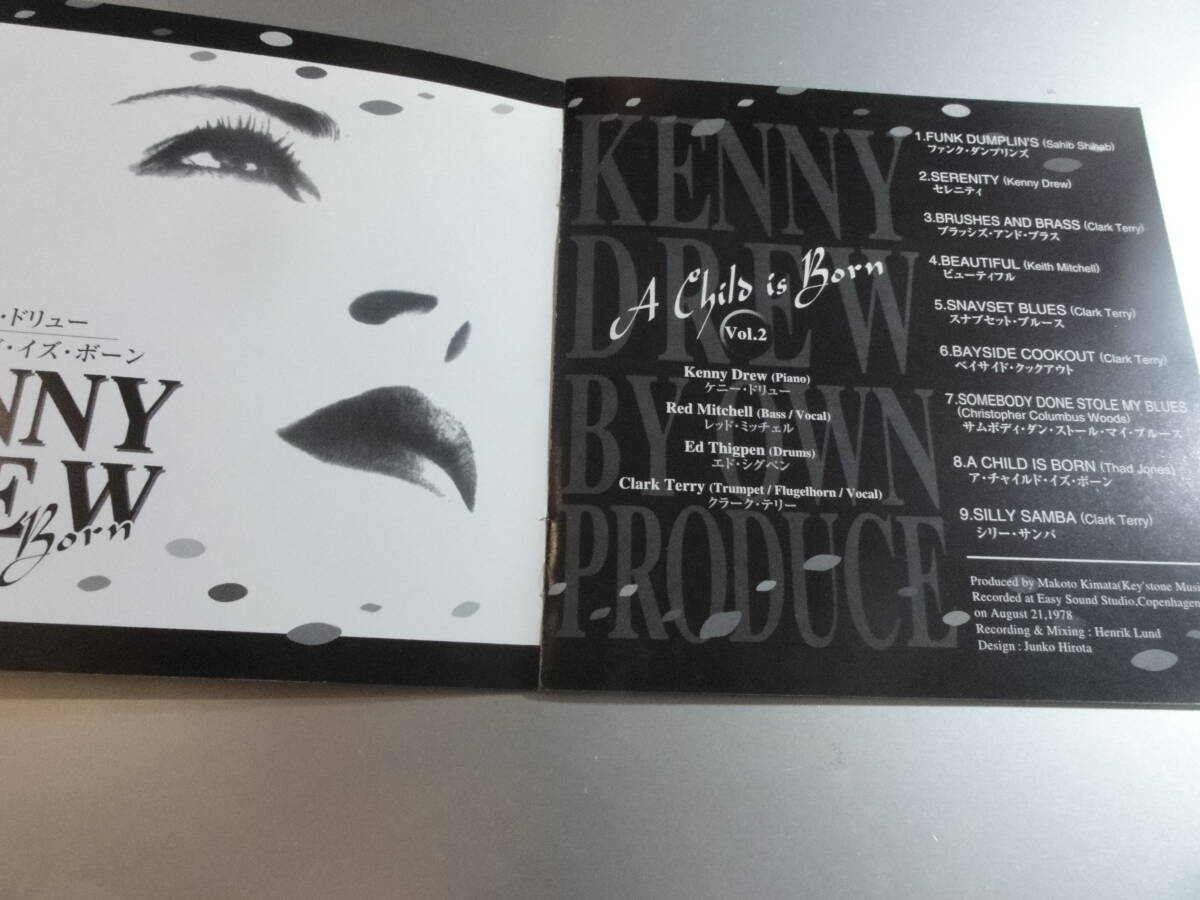 ・ドリュー
ド・イズ・ボーン
NNY
EW
Born
KENNY
DREW
BY OWN
PRODUCE
A Child is Born
Vol.2
Kenny Drew (Piano)
ケニー・ドリュー
Red Mitchell (Bass / Vocal)
レッド・ミッチェル
Ed Thigpen (Drums)
エド・シグペン
Clark Terry (Trumpet / Flugelhorn / Vocal)
クラーク・テリー
1.FUNK DUMPLIN'S (Sahib Shihab)
ファンク・ダンプリンズ
2.SERENITY (Kenny Drew)
セレニティ
3.BRUSHES AND BRASS (Clark Terry)
ブラッシズ・アンド・ブラス
4.BEAUTIFUL (Keith Mitchell)
ビューティフル
5.SNAVSET BLUES (Clark Terry)
スナブセット・ブルース
6.BAYSIDE COOKOUT (Clark Terry)
ベイサイド・クックアウト
7.SOMEBODY DONE STOLE MY BLUES
(Christopher Columbus Woods)
サムボディ・ダン・ストール・マイ・ブルース
8.A CHILD IS BORN (Thad Jones)
ア・チャイルド・イズ・ボーン
9.SILLY SAMBA (Clark Terry)
シリー・サンバ
Produced by Makoto Kimata(Key'stone Musi
Recorded at Easy Sound Studio,Copenhagen
on August 21,1978
Recording & Mixing : Henrik Lund
Design : Junko Hirota